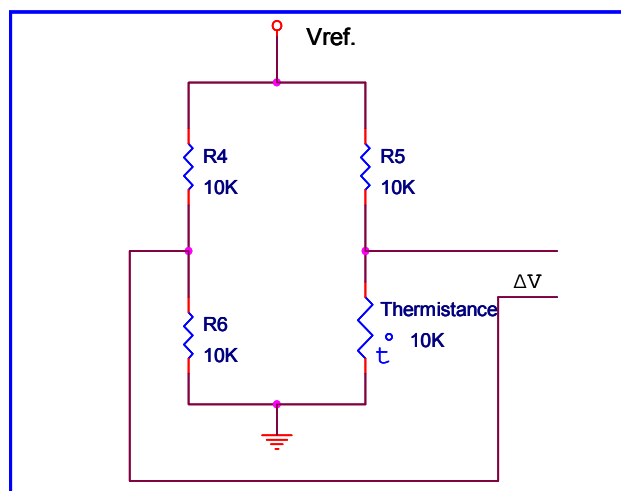 Vref.
R4
10K
R5
10K
ΔV
R6
10K
Thermistance
t° 10K